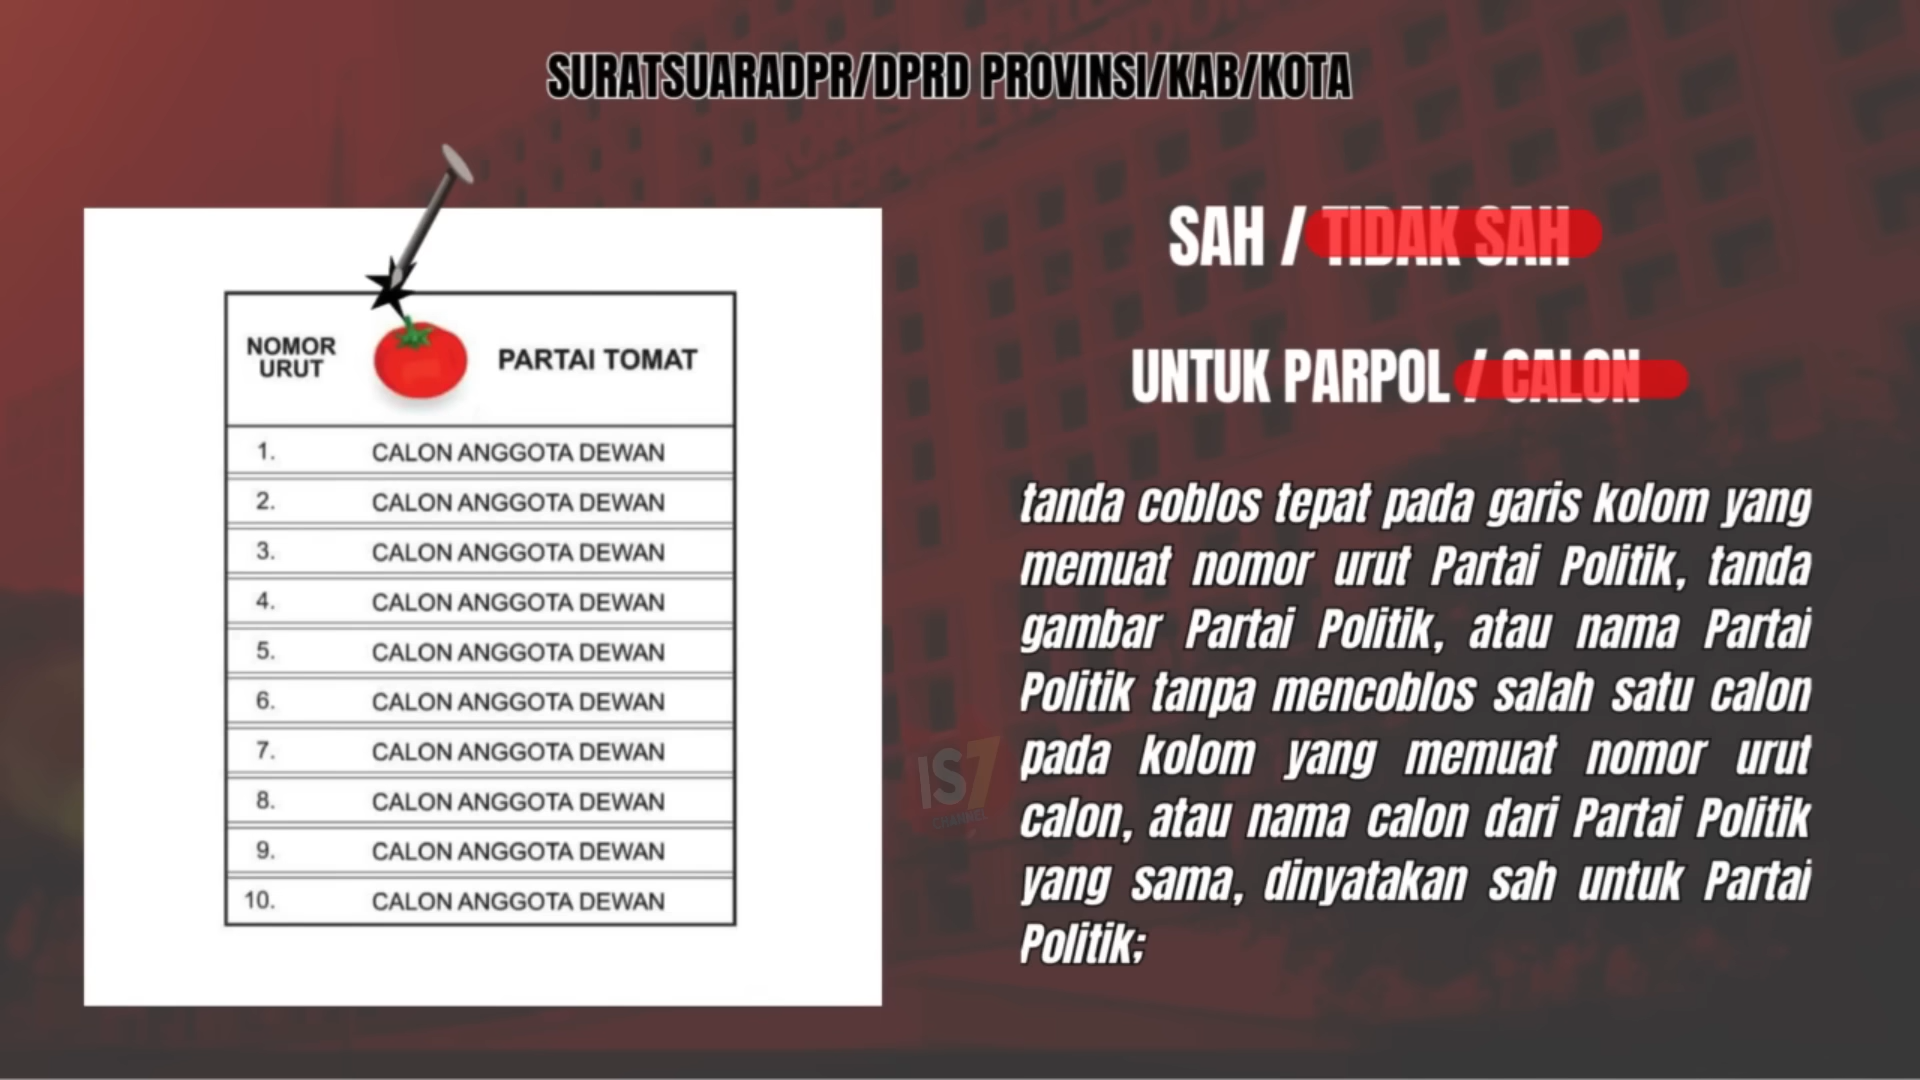 SURATSUARADPR/DPRD PROVINSI/KAB/KOTA
NOMOR
URUT
PARTAI TOMAT
1. CALON ANGGOTA DEWAN
2. CALON ANGGOTA DEWAN
3. CALON ANGGOTA DEWAN
4. CALON ANGGOTA DEWAN
5. CALON ANGGOTA DEWAN
6. CALON ANGGOTA DEWAN
7. CALON ANGGOTA DEWAN
8. CALON ANGGOTA DEWAN
9. CALON ANGGOTA DEWAN
10. CALON ANGGOTA DEWAN
SAH / TIDAK SAH
UNTUK PARPOL / CALON
tanda coblos tepat pada garis kolom yang
memuat nomor urut Partai Politik, tanda
gambar Partai Politik, atau nama Partai
Politik tanpa mencoblos salah satu calon
pada kolom yang memuat nomor urut
calon, atau nama calon dari Partai Politik
yang sama, dinyatakan sah untuk Partai
Politik;
IS7
CHANNEL